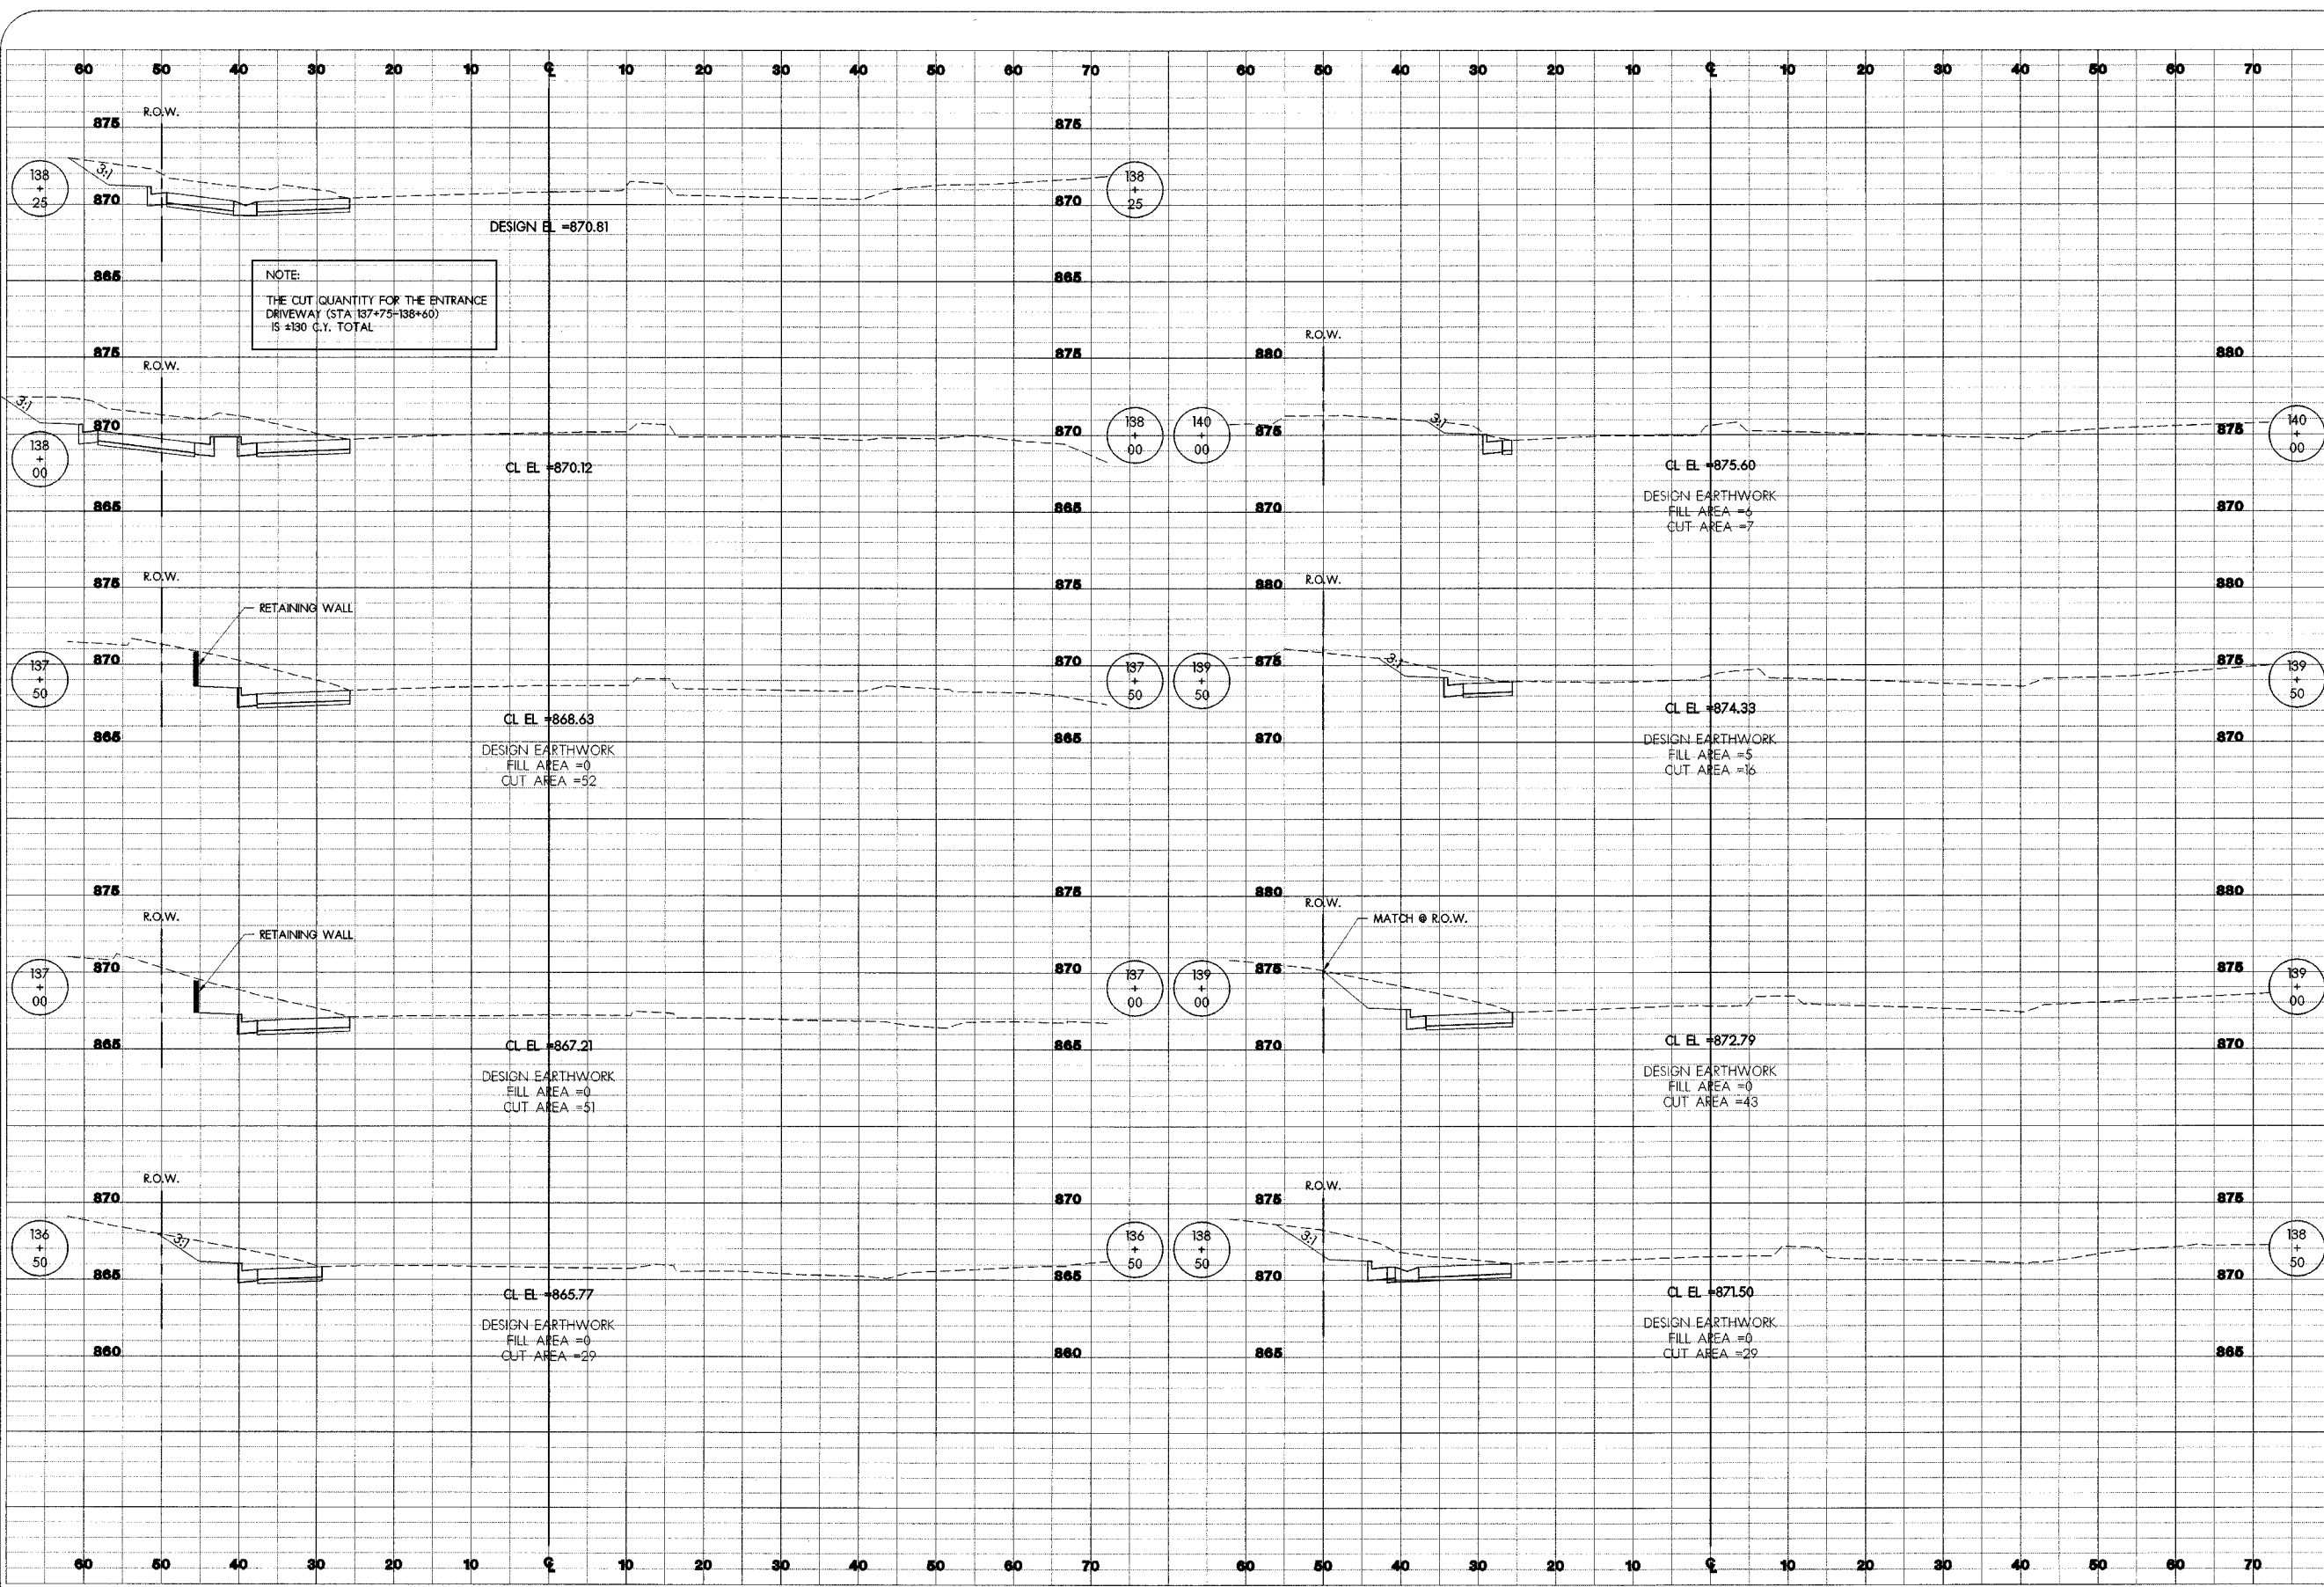 60 50 40 30 20 10 ℄ 10 20 30 40 50 60 70 60 50 40 30 20 10 ℄ 10 20 30 40 50 60 70
R.O.W.
875 875
3:1
138 + 25
870 870
138 + 25
DESIGN EL =870.81
865 865
NOTE:
THE CUT QUANTITY FOR THE ENTRANCE
DRIVEWAY (STA 137+75-138+60)
IS ±130 C.Y. TOTAL
875 875
R.O.W.
3:1
870 870
138 + 00
138 + 00
CL EL =870.12
865 865
875 875
R.O.W.
RETAINING WALL
870 870
137 + 50
137 + 50
CL EL =868.63
865 865
DESIGN EARTHWORK
FILL AREA =0
CUT AREA =52
875 875
R.O.W.
RETAINING WALL
870 870
137 + 00
137 + 00
CL EL =867.21
865 865
DESIGN EARTHWORK
FILL AREA =0
CUT AREA =51
R.O.W.
870 870
3:1
136 + 50
136 + 50
865 865
CL EL =865.77
DESIGN EARTHWORK
FILL AREA =0
CUT AREA =29
860 860
R.O.W.
880 880
3:1
140 + 00
140 + 00
875 875
CL EL =875.60
DESIGN EARTHWORK
FILL AREA =6
CUT AREA =7
870 870
R.O.W.
880 880
3:1
139 + 50
139 + 50
875 875
CL EL =874.33
DESIGN EARTHWORK
FILL AREA =5
CUT AREA =16
870 870
880 880
R.O.W.
MATCH @ R.O.W.
875 875
139 + 00
139 + 00
CL EL =872.79
870 870
DESIGN EARTHWORK
FILL AREA =0
CUT AREA =43
R.O.W.
875 875
3:1
138 + 50
138 + 50
870 870
CL EL =871.50
DESIGN EARTHWORK
FILL AREA =0
CUT AREA =29
865 865
60 50 40 30 20 10 ℄ 10 20 30 40 50 60 70 60 50 40 30 20 10 ℄ 10 20 30 40 50 60 70